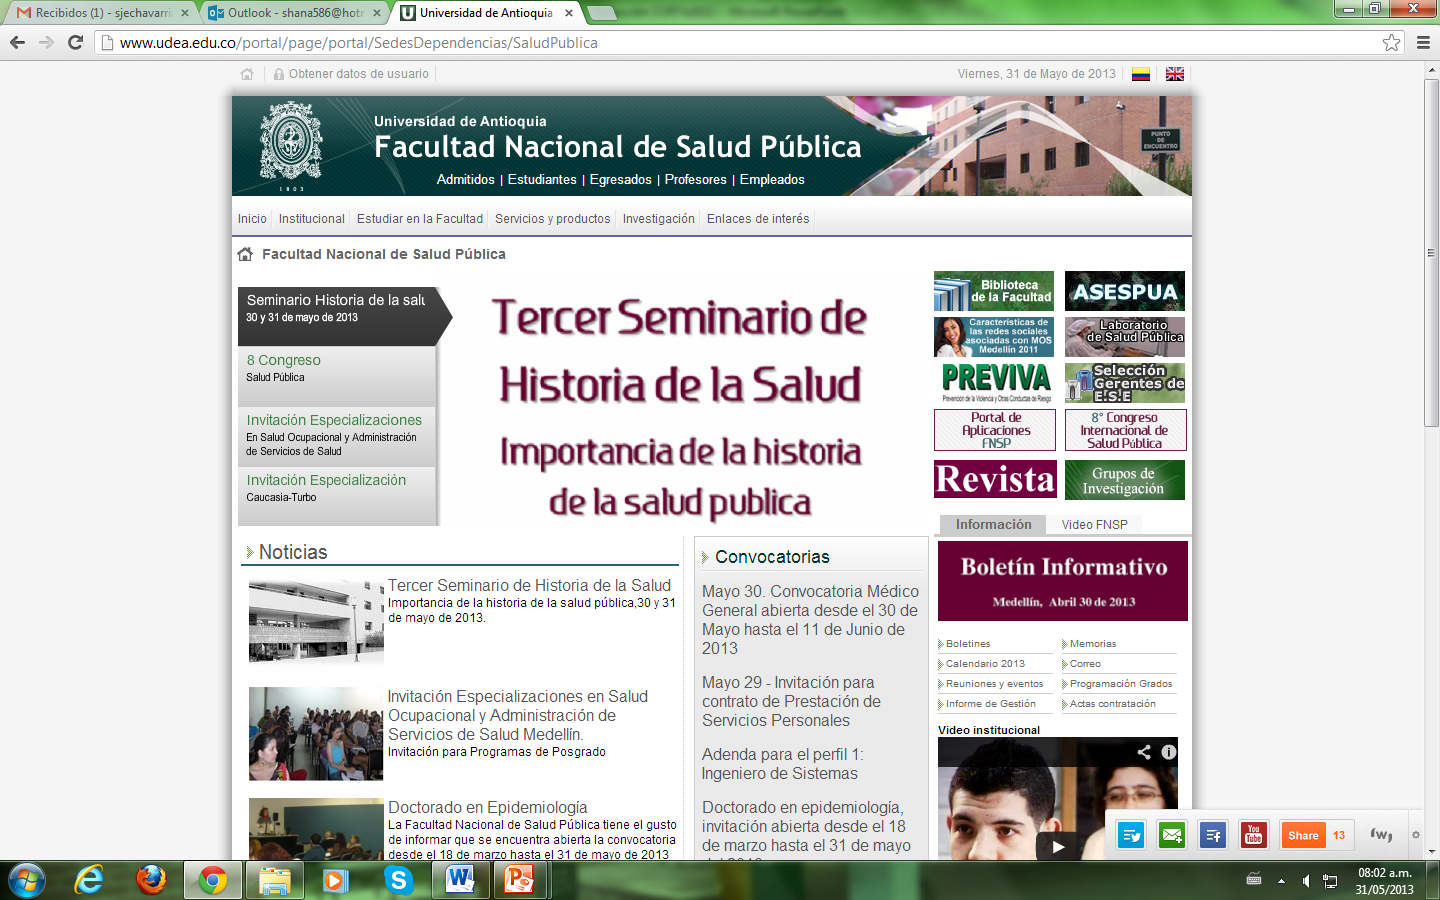 Recibidos (1) - sjechavarri
Outlook - shana586@hotm
Universidad de Antioquia
www.udea.edu.co/portal/page/portal/SedesDependencias/SaludPublica
Obtener datos de usuario
Viernes, 31 de Mayo de 2013
1803
Universidad de Antioquia
Facultad Nacional de Salud Pública
Admitidos | Estudiantes | Egresados | Profesores | Empleados
PUNTO
DE
ENCUENTRO
Inicio
Institucional
Estudiar en la Facultad
Servicios y productos
Investigación
Enlaces de interés
Facultad Nacional de Salud Pública
Seminario Historia de la salu
30 y 31 de mayo de 2013
8 Congreso
Salud Pública
Invitación Especializaciones
En Salud Ocupacional y Administración
de Servicios de Salud
Invitación Especialización
Caucasia-Turbo
Tercer Seminario de
Historia de la Salud
Importancia de la historia
de la salud publica
Biblioteca
de la Facultad
ASESPUA
Características de
las redes sociales
asociadas con MOS
Medellín 2011
Laboratorio
de Salud Pública
PREVIVA
Prevención de la Violencia y Otras Conductas de Riesgo
Selección
Gerentes de
E.S.E
Portal de
Aplicaciones
FNSP
8° Congreso
Internacional de
Salud Pública
Revista
Grupos de
Investigación
Noticias
Tercer Seminario de Historia de la Salud
Importancia de la historia de la salud pública,30 y 31
de mayo de 2013.
Invitación Especializaciones en Salud
Ocupacional y Administración de
Servicios de Salud Medellín.
Invitación para Programas de Posgrado
Doctorado en Epidemiología
La Facultad Nacional de Salud Pública tiene el gusto
de informar que se encuentra abierta la convocatoria
desde el 18 de marzo hasta el 31 de mayo de 2013
Convocatorias
Mayo 30. Convocatoria Médico
General abierta desde el 30 de
Mayo hasta el 11 de Junio de
2013
Mayo 29 - Invitación para
contrato de Prestación de
Servicios Personales
Adenda para el perfil 1:
Ingeniero de Sistemas
Doctorado en epidemiología,
invitación abierta desde el 18
de marzo hasta el 31 de mayo
Información
Video FNSP
Boletín Informativo
Medellín, Abril 30 de 2013
Boletines
Memorias
Calendario 2013
Correo
Reuniones y eventos
Programación Grados
Informe de Gestión
Actas contratación
Video institucional
You
Tube
Share
13
08:02 a.m.
31/05/2013